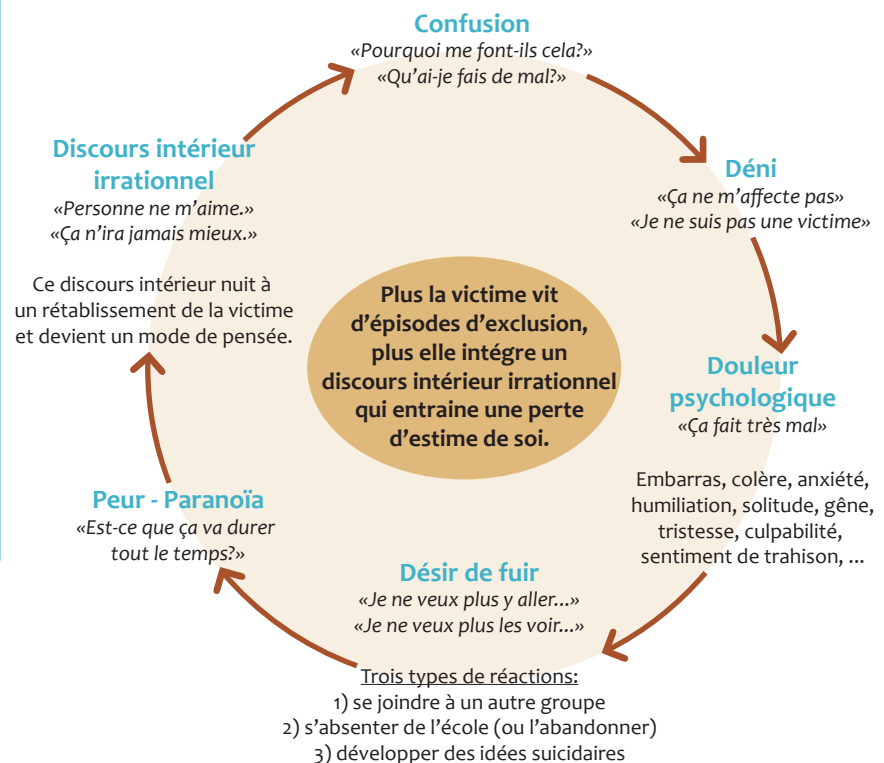 Confusion
«Pourquoi me font-ils cela?»
«Qu'ai-je fais de mal?»
Déni
«Ça ne m'affecte pas»
«Je ne suis pas une victime»
Douleur
psychologique
«Ça fait très mal»
Embarras, colère, anxiété,
humiliation, solitude, gêne,
tristesse, culpabilité,
sentiment de trahison, ...
Désir de fuir
«Je ne veux plus y aller...»
«Je ne veux plus les voir...»
Trois types de réactions:
1) se joindre à un autre groupe
2) s'absenter de l'école (ou l'abandonner)
3) développer des idées suicidaires
Peur - Paranoïa
«Est-ce que ça va durer
tout le temps?»
Discours intérieur
irrationnel
«Personne ne m'aime.»
«Ça n'ira jamais mieux.»
Ce discours intérieur nuit à
un rétablissement de la victime
et devient un mode de pensée.
Plus la victime vit
d'épisodes d'exclusion,
plus elle intégre un
discours intérieur irrationnel
qui entraine une perte
d'estime de soi.